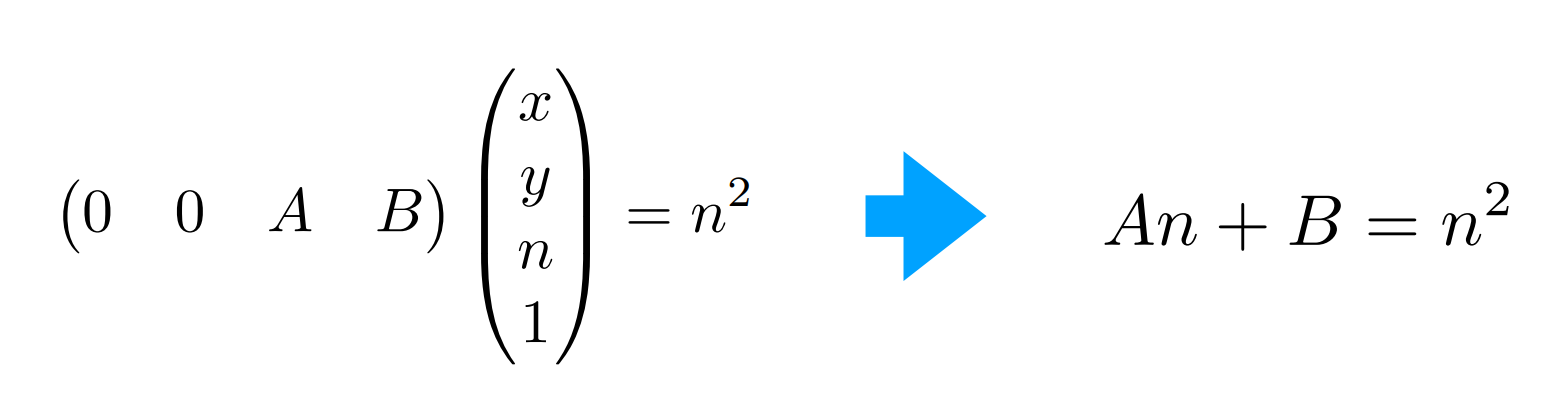 (0 0 A B) (x y n 1) = n² An + B = n²